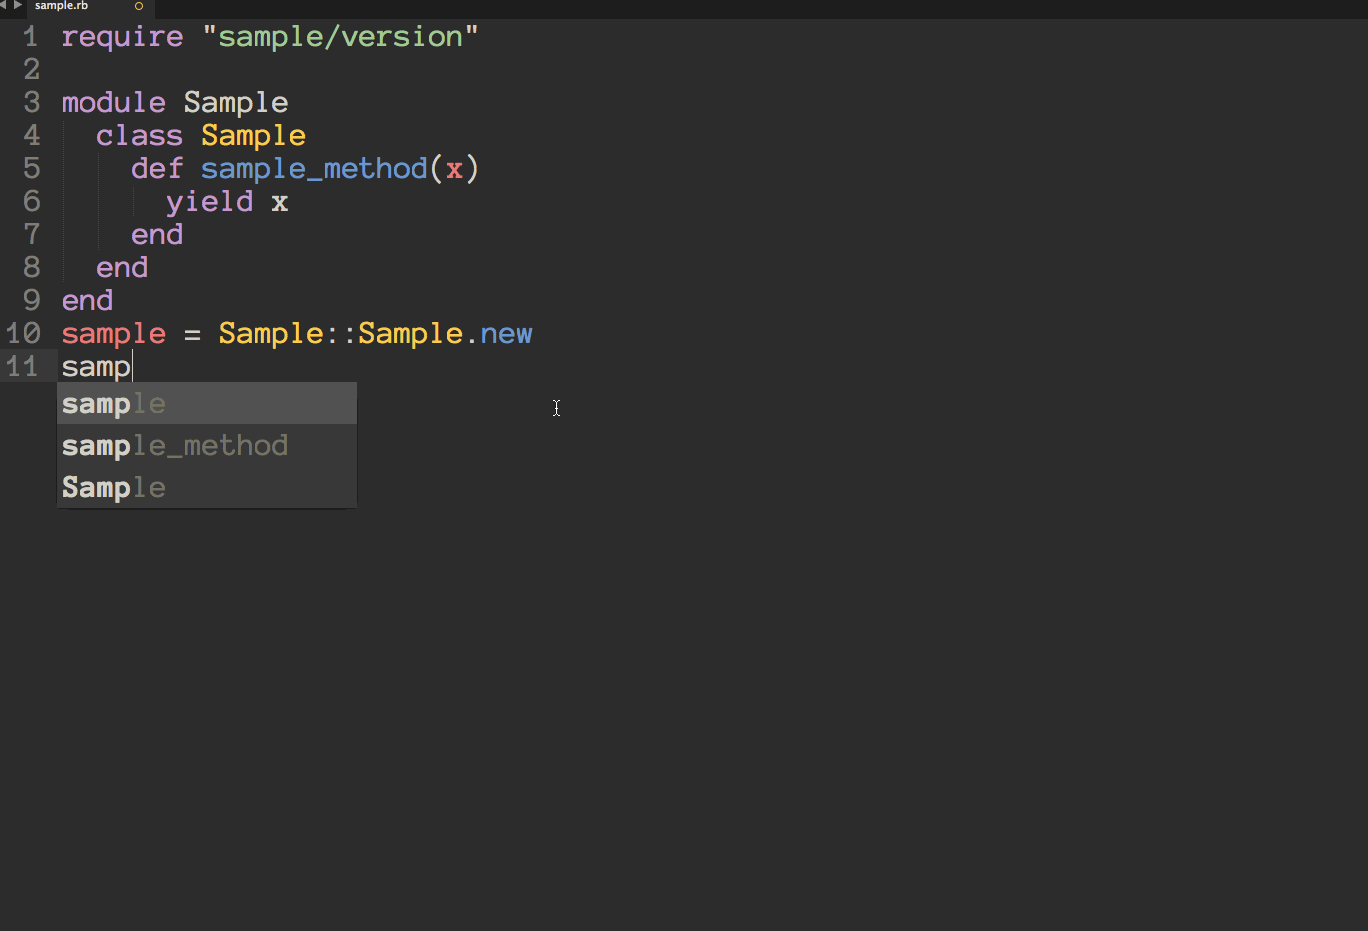 sample.rb
1 require "sample/version"
2
3 module Sample
4   class Sample
5     def sample_method(x)
6       yield x
7     end
8   end
9 end
10 sample = Sample::Sample.new
11 samp
sample
sample_method
Sample